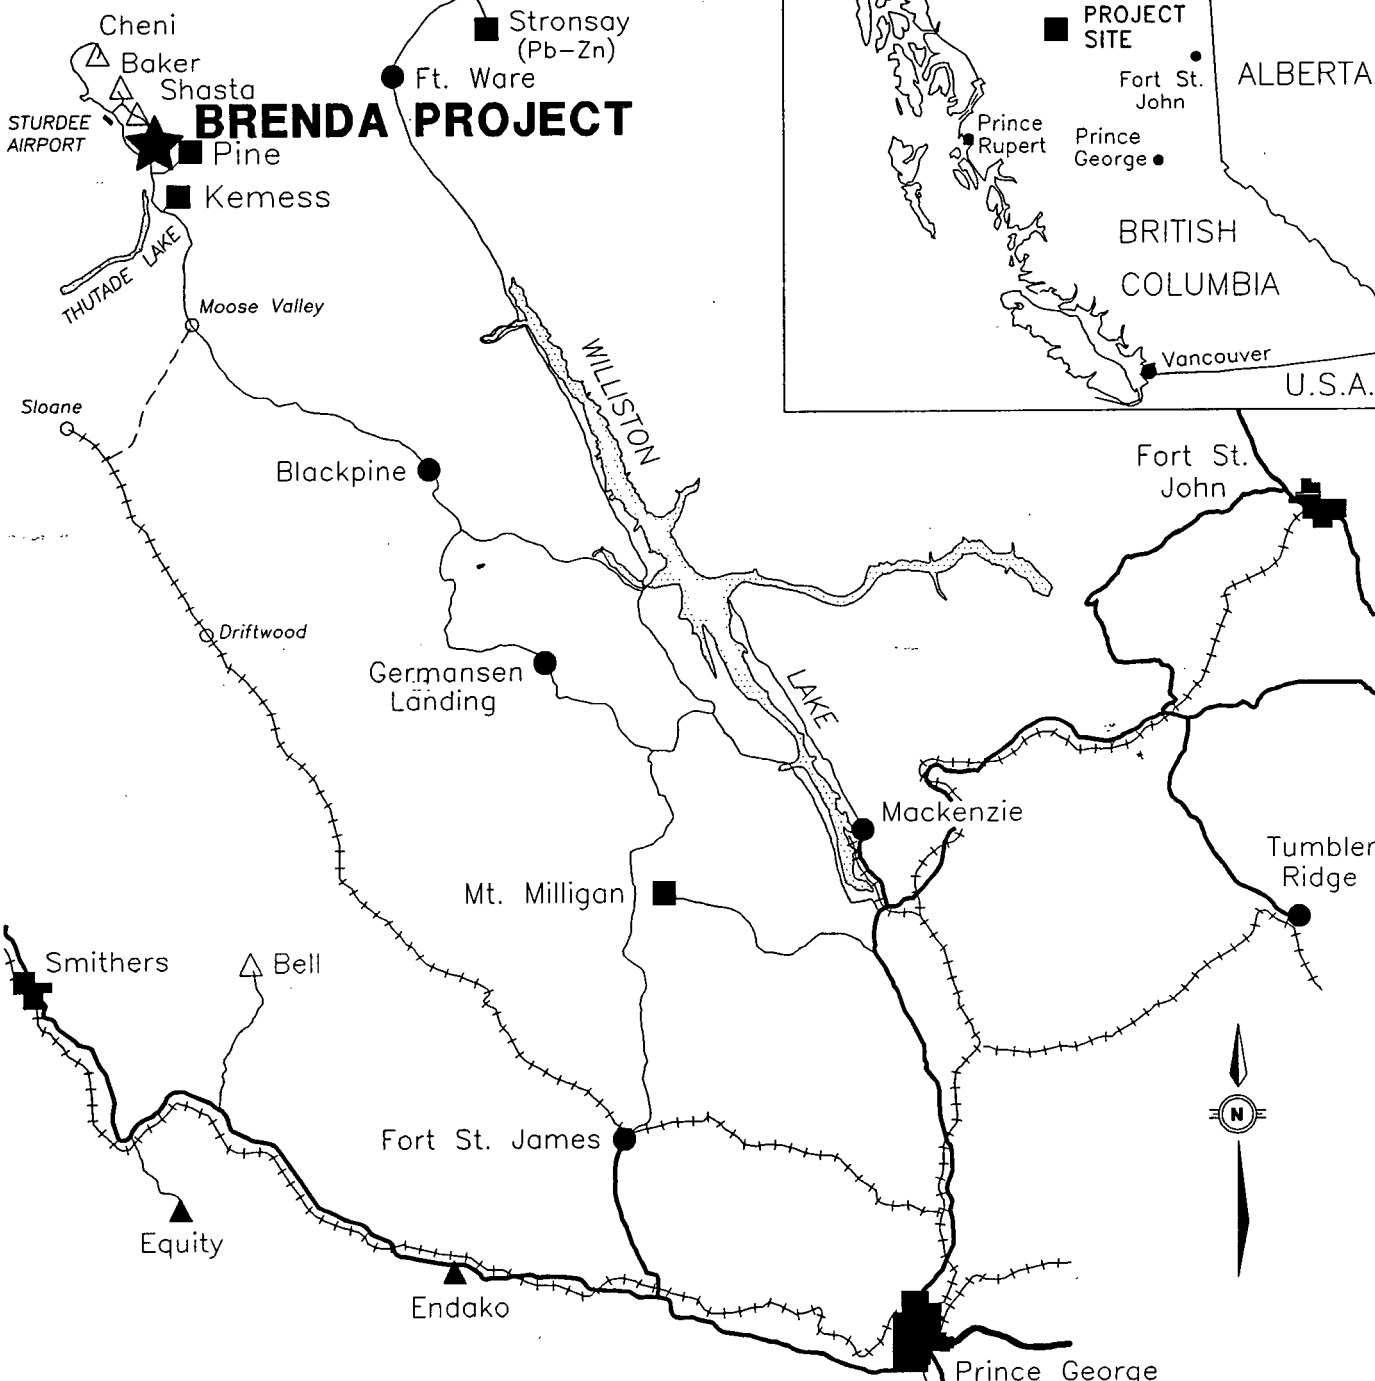 Cheni
Baker
Shasta
STURDEE
AIRPORT
BRENDA PROJECT
Pine
Kemess
THUTADE LAKE
Stronsay
(Pb-Zn)
Ft. Ware
Moose Valley
Sloane
WILLISTON
Blackpine
Driftwood
Germansen
Landing
LAKE
Mackenzie
Mt. Milligan
Smithers
Bell
Fort St. James
Equity
Endako
Prince George
Fort St.
John
Tumbler
Ridge
N
PROJECT
SITE
Fort St.
John
ALBERTA
Prince
Rupert
Prince
George
BRITISH
COLUMBIA
Vancouver
U.S.A.